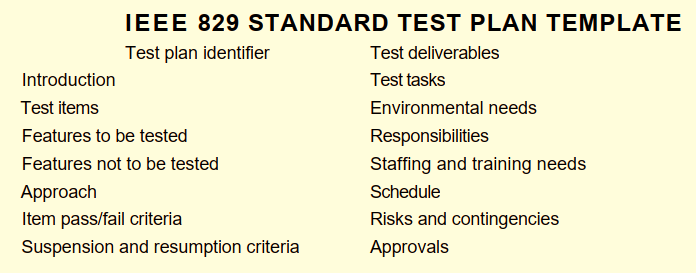 IEEE 829 STANDARD TEST PLAN TEMPLATE
Test plan identifier
Introduction
Test items
Features to be tested
Features not to be tested
Approach
Item pass/fail criteria
Suspension and resumption criteria
Test deliverables
Test tasks
Environmental needs
Responsibilities
Staffing and training needs
Schedule
Risks and contingencies
Approvals